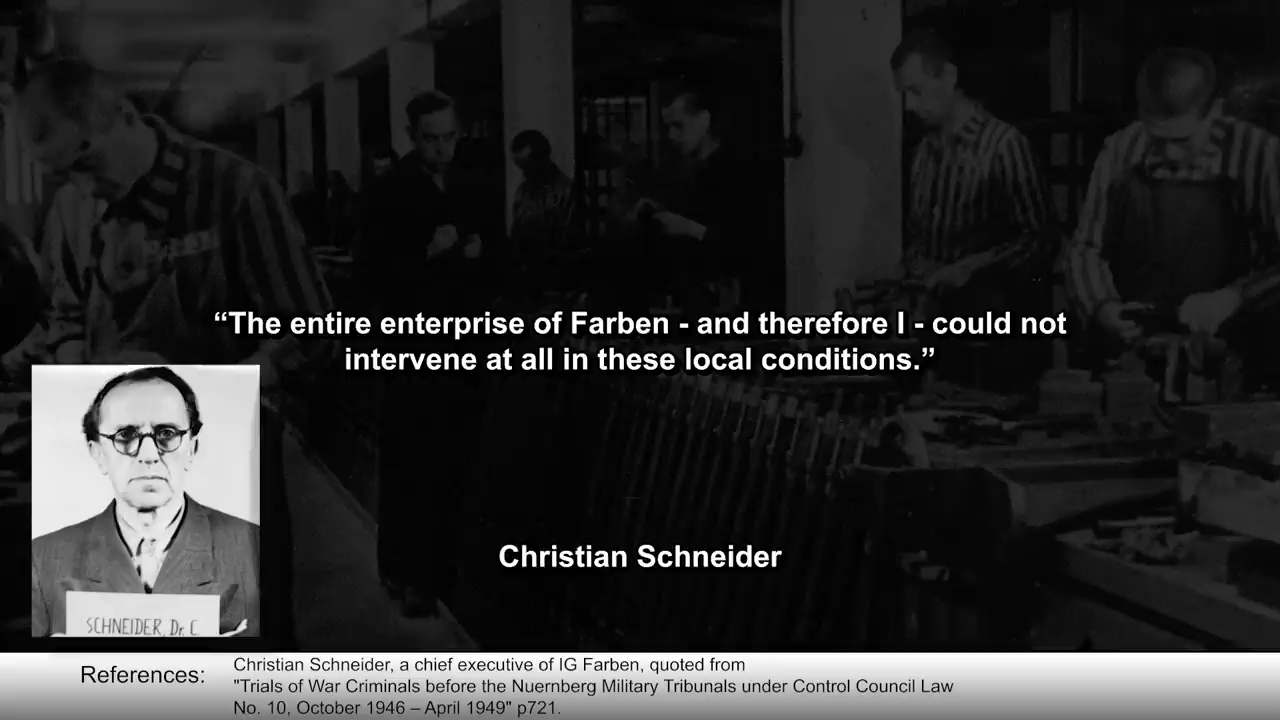 “The entire enterprise of Farben - and therefore I - could not
intervene at all in these local conditions.”
Christian Schneider
SCHNEIDER, Dr. C.
References:
Christian Schneider, a chief executive of IG Farben, quoted from
"Trials of War Criminals before the Nuernberg Military Tribunals under Control Council Law
No. 10, October 1946 – April 1949" p721.